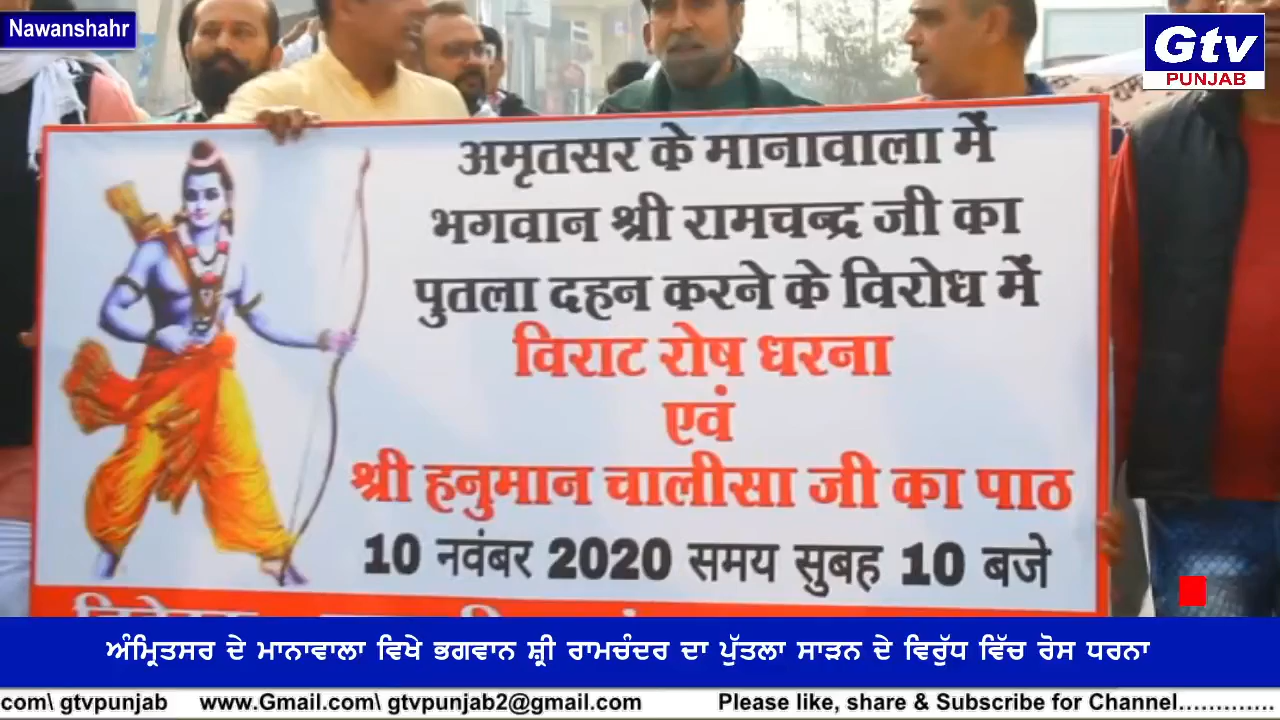 Nawanshahr
Gtv
PUNJAB
अमृतसर के मानावाला में
भगवान श्री रामचन्द्र जी का
पुतला दहन करने के विरोध में
विराट रोष धरना
एवं
श्री हनुमान चालीसा जी का पाठ
10 नवंबर 2020 समय सुबह 10 बजे
ਅੰਮ੍ਰਿਤਸਰ ਦੇ ਮਾਨਾਵਾਲਾ ਵਿਖੇ ਭਗਵਾਨ ਸ਼੍ਰੀ ਰਾਮਚੰਦਰ ਦਾ ਪੁੱਤਲਾ ਸਾੜਨ ਦੇ ਵਿਰੁੱਧ ਵਿੱਚ ਰੋਸ ਧਰਨਾ
com\ gtvpunjab www.Gmail.com\ gtvpunjab2@gmail.com Please like, share & Subscribe for Channel.............